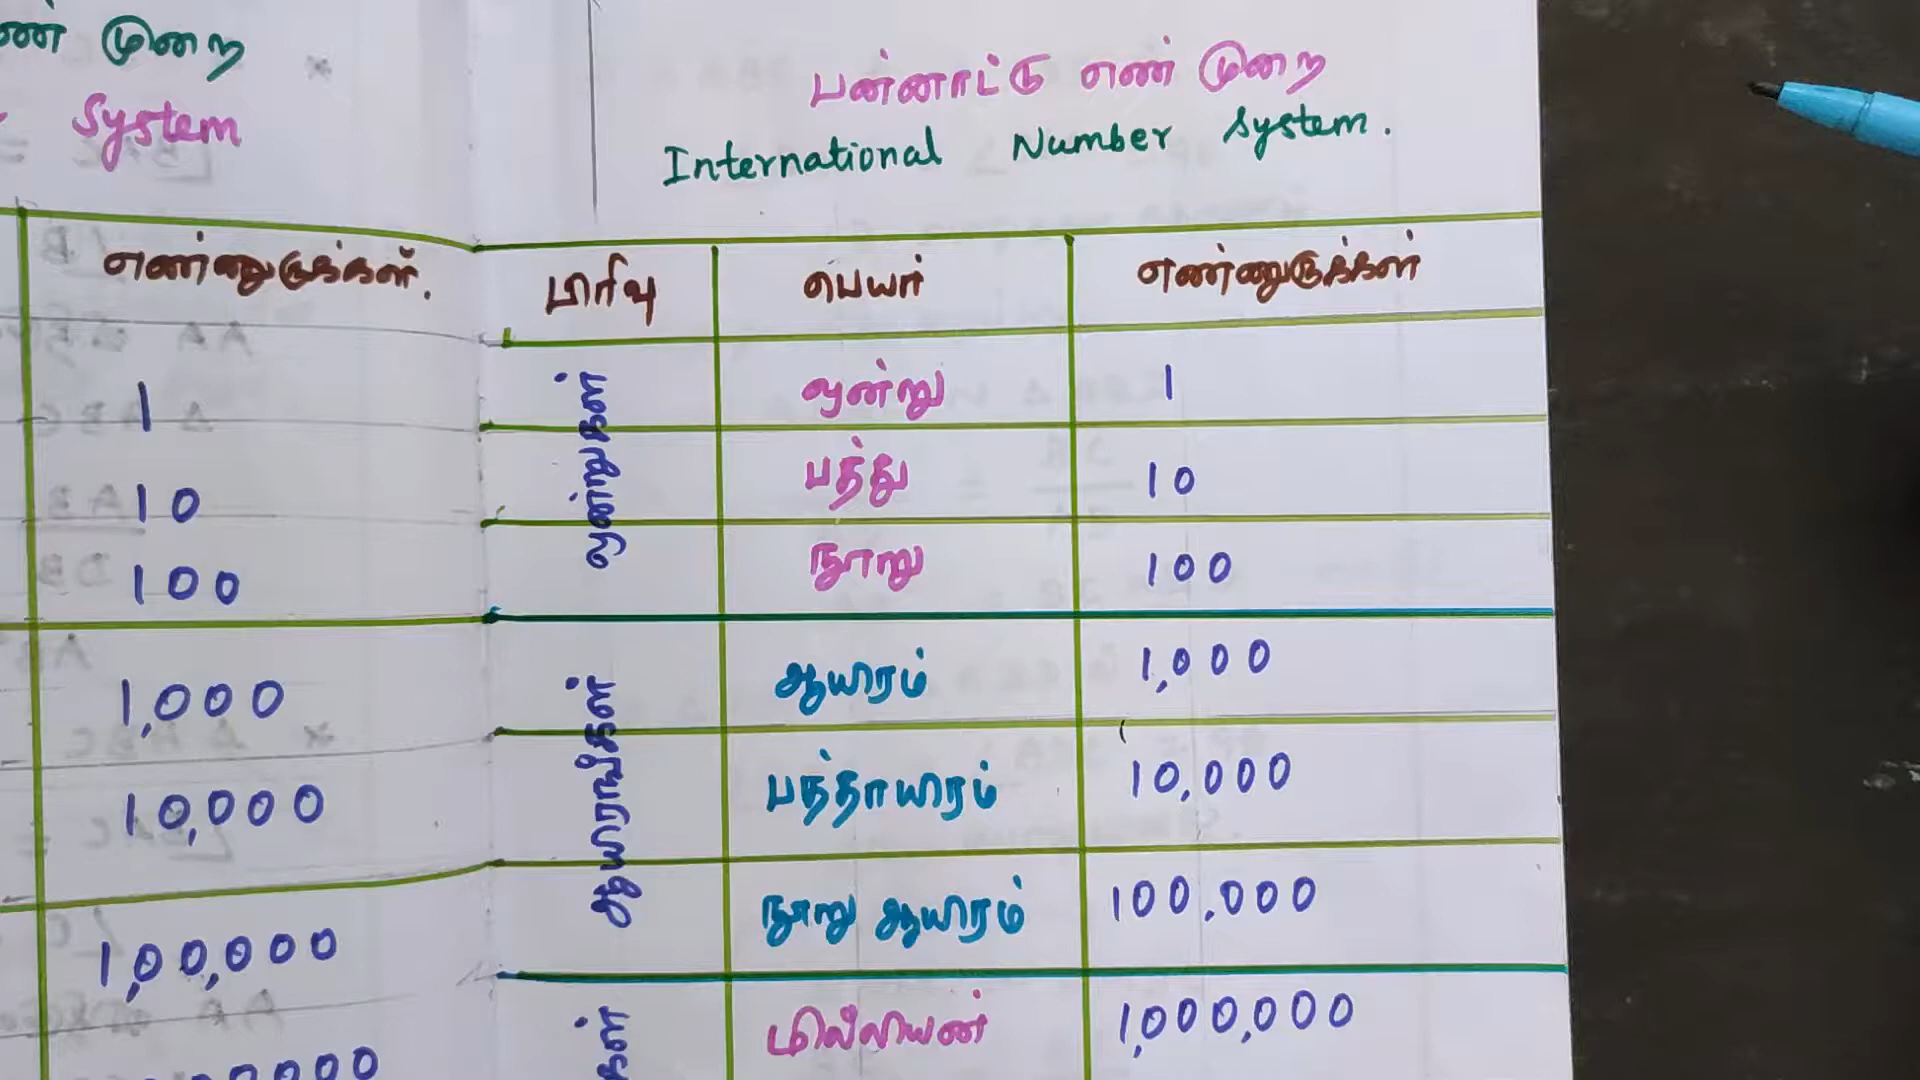 முறை
System
எண்ணுருக்கள்.
1
10
100
1,000
10,000
1,00,000
பன்னாட்டு எண் முறை
International Number System.
பிரிவு பெயர் எண்ணுருக்கள்
ஒன்றுகள்
ஒன்று 1
பத்து 10
நூறு 100
ஆயிரங்கள்
ஆயிரம் 1,000
பத்தாயிரம் 10,000
நூறு ஆயிரம் 100,000
மில்லியன் 1,000,000